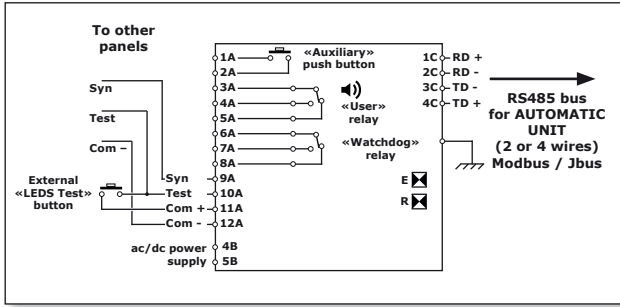 To other
panels
Syn
Test
Com –
External
«LEDS Test»
button
Syn
Test
Com +
Com -
ac/dc power
supply
1A
2A
3A
4A
5A
6A
7A
8A
9A
10A
11A
12A
4B
5B
«Auxiliary»
push button
«User»
relay
«Watchdog»
relay
E
R
1C
2C
3C
4C
RD +
RD -
TD -
TD +
RS485 bus
for AUTOMATIC
UNIT
(2 or 4 wires)
Modbus / Jbus